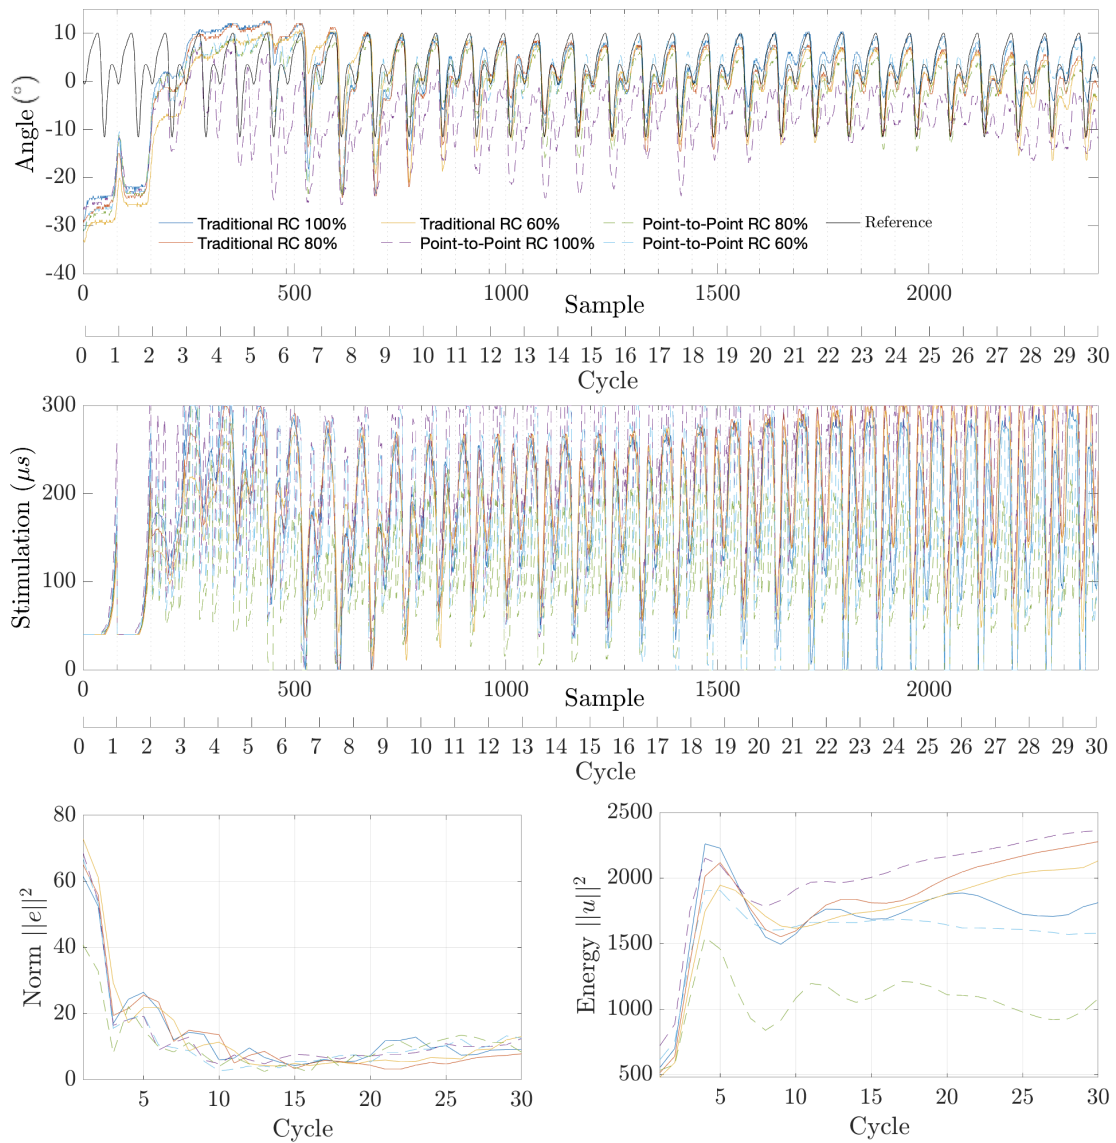 10
0
-10
-20
-30
-40
Angle (°)
Traditional RC 100% Traditional RC 60% Point-to-Point RC 80% Reference
Traditional RC 80% Point-to-Point RC 100% Point-to-Point RC 60%
0 500 1000 1500 2000
Sample
0 1 2 3 4 5 6 7 8 9 10 11 12 13 14 15 16 17 18 19 20 21 22 23 24 25 26 27 28 29 30
Cycle
300
200
100
0
Stimulation (μs)
0 500 1000 1500 2000
Sample
0 1 2 3 4 5 6 7 8 9 10 11 12 13 14 15 16 17 18 19 20 21 22 23 24 25 26 27 28 29 30
Cycle
80
60
40
20
0
Norm ||e||²
5 10 15 20 25 30
Cycle
2500
2000
1500
1000
500
Energy ||u||²
5 10 15 20 25 30
Cycle